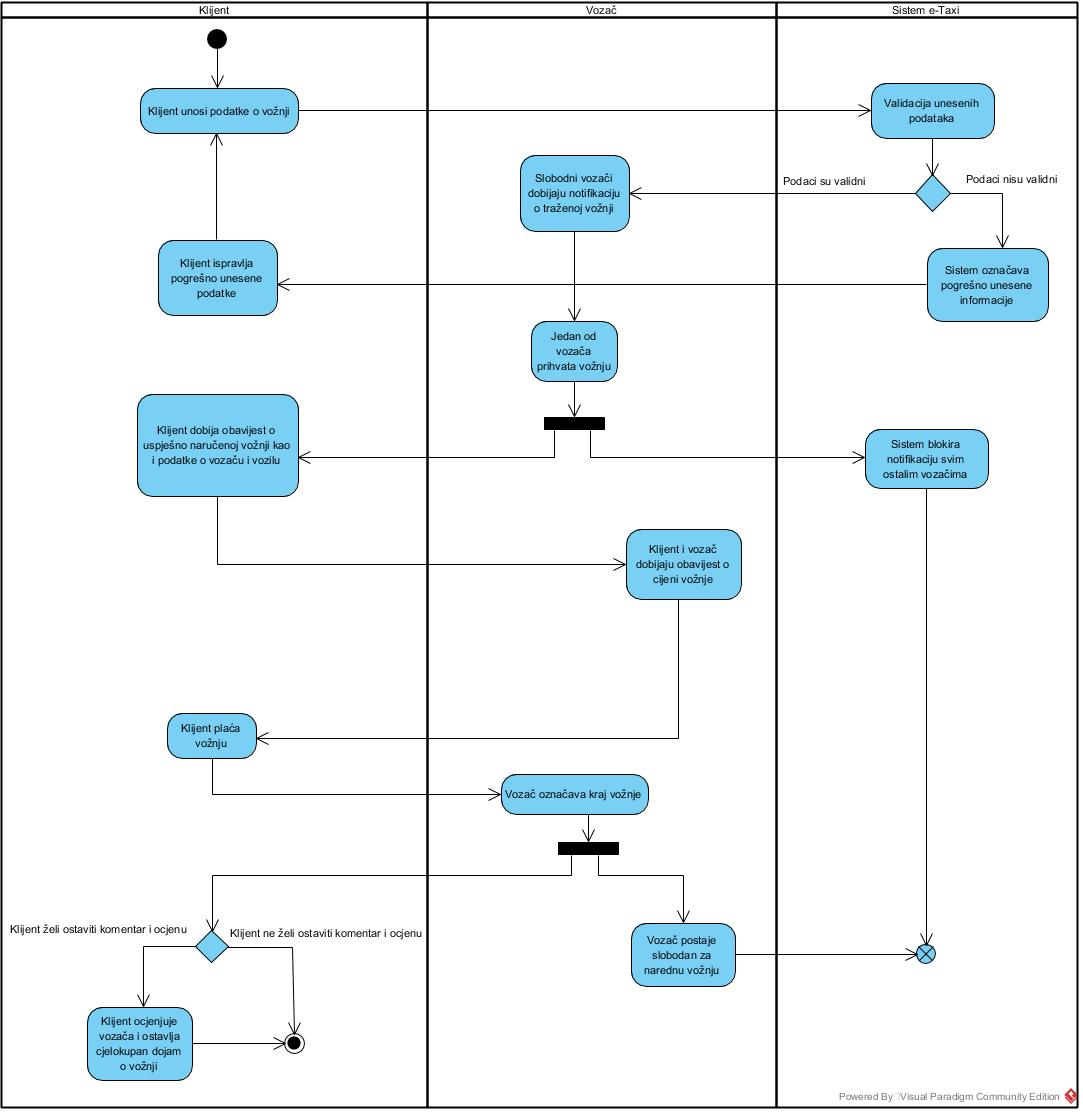 Klijent
Vozač
Sistem e-Taxi
Klijent unosi podatke o vožnji
Validacija unesenih
podataka
Slobodni vozači
dobijaju notifikaciju
o traženoj vožnji
Podaci su validni
Podaci nisu validni
Klijent ispravlja
pogrešno unesene
podatke
Sistem označava
pogrešno unesene
informacije
Jedan od
vozača
prihvata vožnju
Klijent dobija obavijest o
uspješno naručenoj vožnji kao
i podatke o vozaču i vozilu
Sistem blokira
notifikaciju svim
ostalim vozačima
Klijent i vozač
dobijaju obavijest o
cijeni vožnje
Klijent plaća
vožnju
Vozač označava kraj vožnje
Klijent želi ostaviti komentar i ocjenu
Klijent ne želi ostaviti komentar i ocjenu
Vozač postaje
slobodan za
narednu vožnju
Klijent ocjenjuje
vozača i ostavlja
cjelokupan dojam
o vožnji
Powered By Visual Paradigm Community Edition